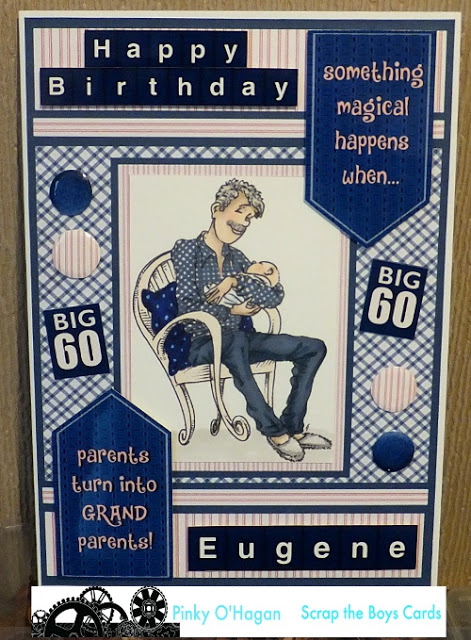 Happy
Birthday
something
magical
happens
when...
BIG
60
BIG
60
parents
turn into
GRAND
parents!
Eugene
Pinky O'Hagan Scrap the Boys Cards